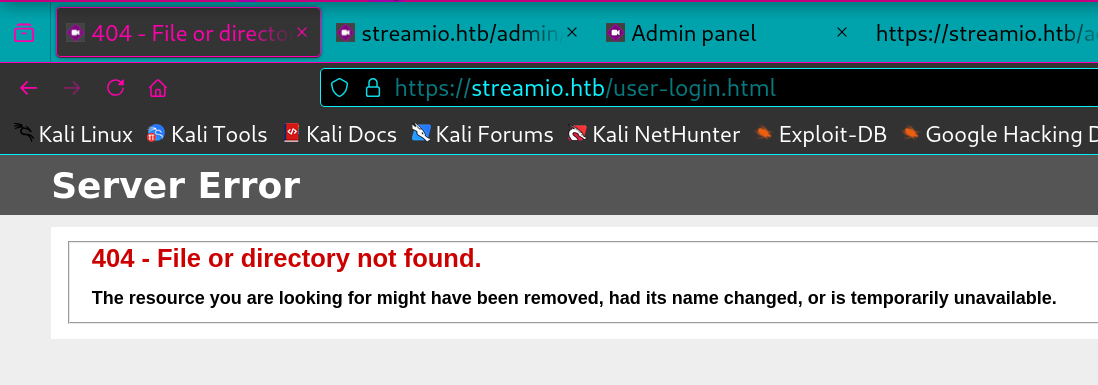 404 - File or directo
streamio.htb/admin
Admin panel
https://streamio.htb/a
https://streamio.htb/user-login.html
Kali Linux Kali Tools Kali Docs Kali Forums Kali NetHunter Exploit-DB Google Hacking D
Server Error
404 - File or directory not found.
The resource you are looking for might have been removed, had its name changed, or is temporarily unavailable.